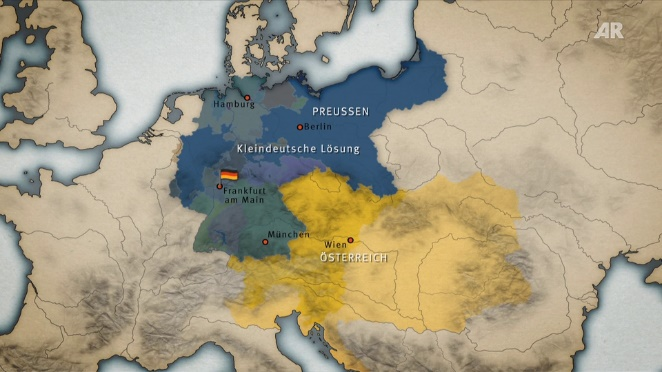 AR
Hamburg
PREUSSEN
Berlin
Kleindeutsche Lösung
Frankfurt
am Main
München
Wien
ÖSTERREICH